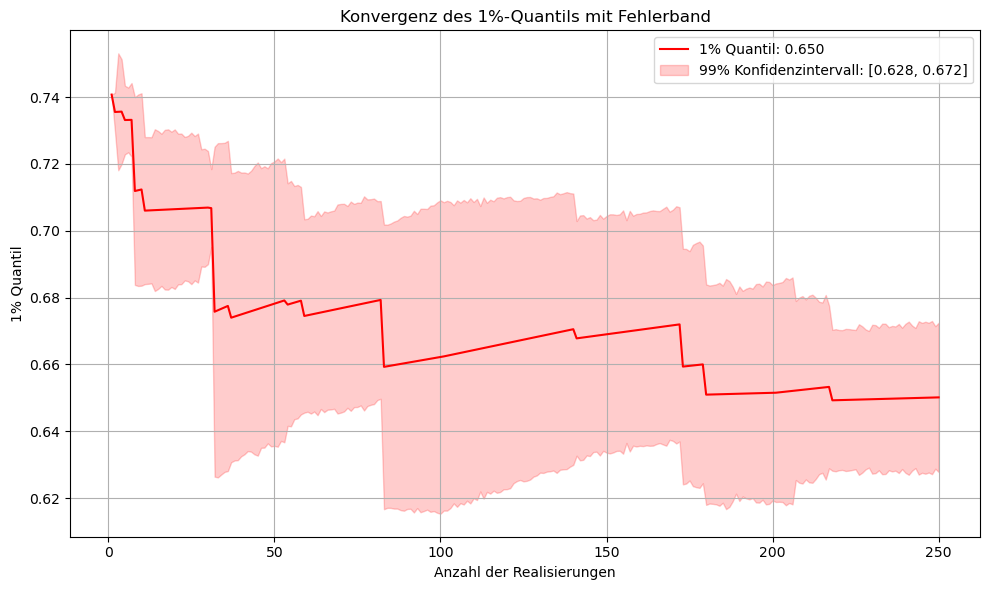 Konvergenz des 1%-Quantils mit Fehlerband
1% Quantil: 0.650
99% Konfidenzintervall: [0.628, 0.672]
1% Quantil
0.74
0.72
0.70
0.68
0.66
0.64
0.62
0
50
100
150
200
250
Anzahl der Realisierungen